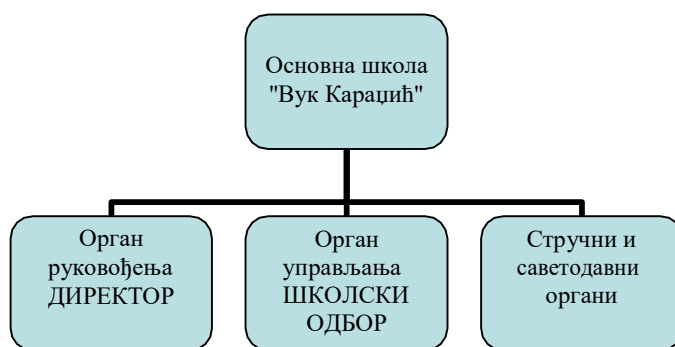 Основна школа
"Вук Караџић"
Орган
руковођења
ДИРЕКТОР
Орган
управљања
ШКОЛСКИ
ОДБОР
Стручни и
саветодавни
органи